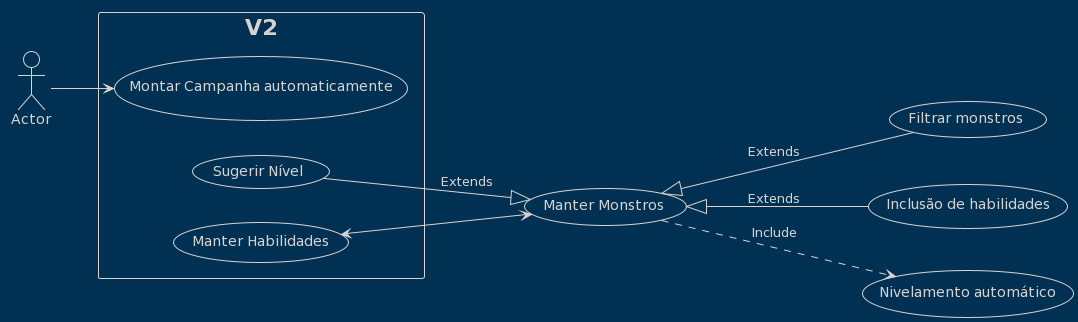 V2
Montar Campanha automaticamente
Actor
Sugerir Nível
Manter Habilidades
Extends
Manter Monstros
Extends
Filtrar monstros
Extends
Inclusão de habilidades
Include
Nivelamento automático